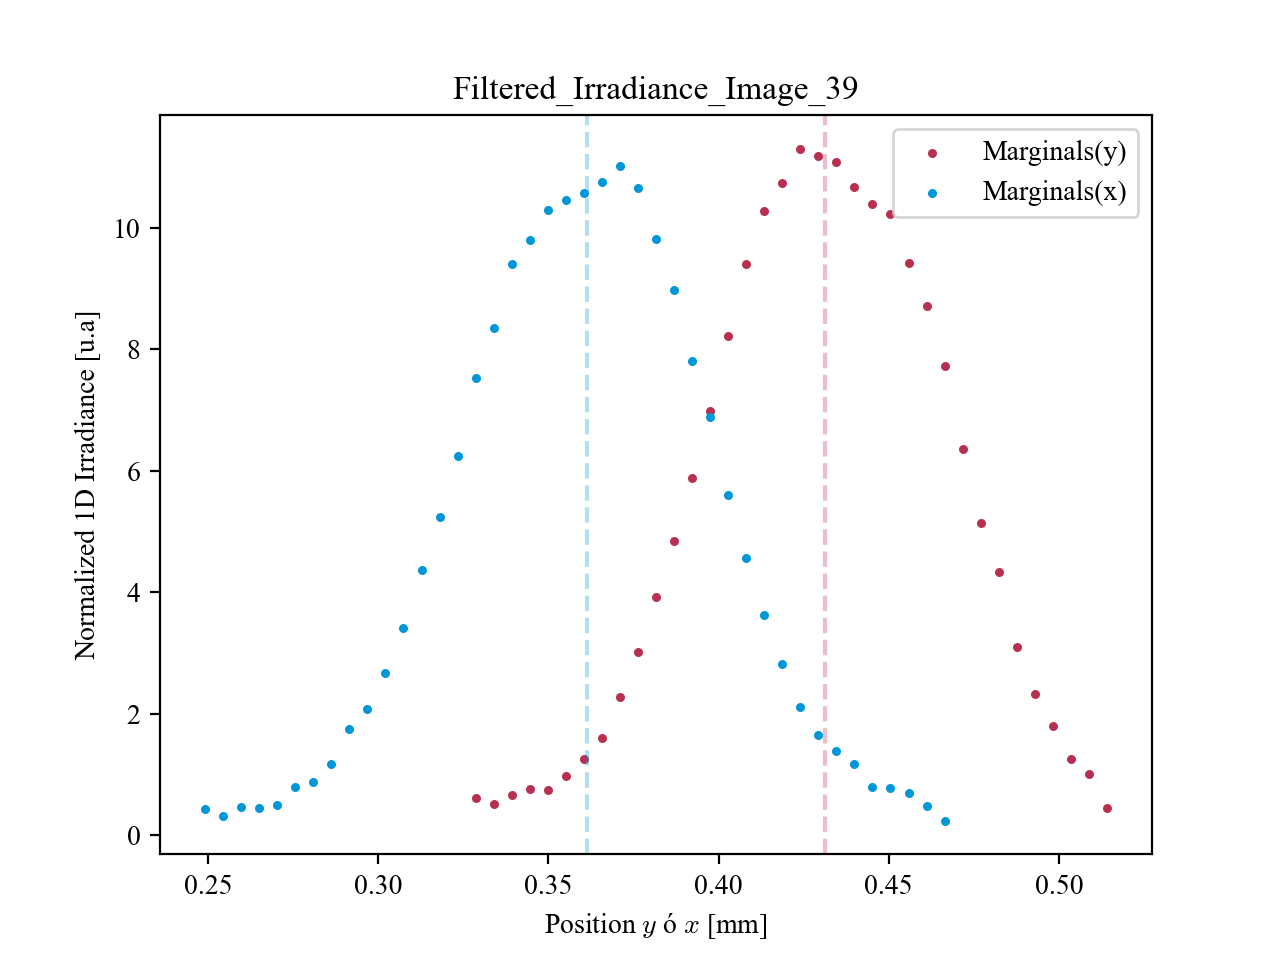 Filtered_Irradiance_Image_39
Marginals(y)
Marginals(x)
Normalized 1D Irradiance [u.a]
10
8
6
4
2
0
0.25 0.30 0.35 0.40 0.45 0.50
Position y ó x [mm]